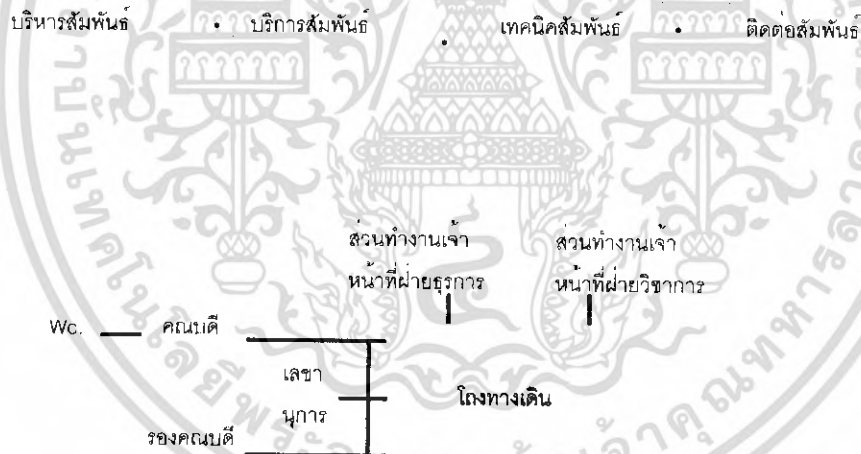 บริหารสัมพันธ์ • บริการสัมพันธ์ • เทคนิคสัมพันธ์ • ติดต่อสัมพันธ์
ส่วนทำงานเจ้า ส่วนทำงานเจ้า
หน้าที่ฝ่ายธุรการ หน้าที่ฝ่ายวิชาการ
Wc. คณบดี
เลขา
โถงทางเดิน
นุการ
รองคณบดี